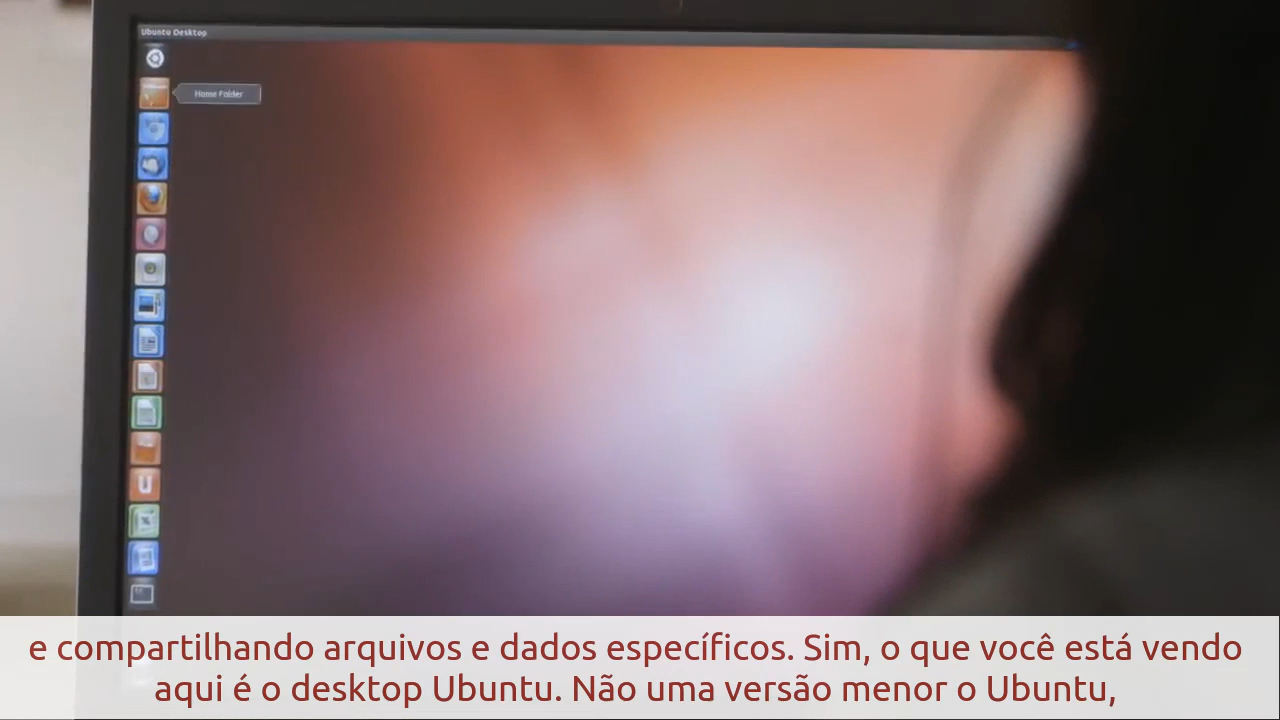 Ubuntu Desktop
Home Folder
U
e compartilhando arquivos e dados específicos. Sim, o que você está vendo
aqui é o desktop Ubuntu. Não uma versão menor o Ubuntu,